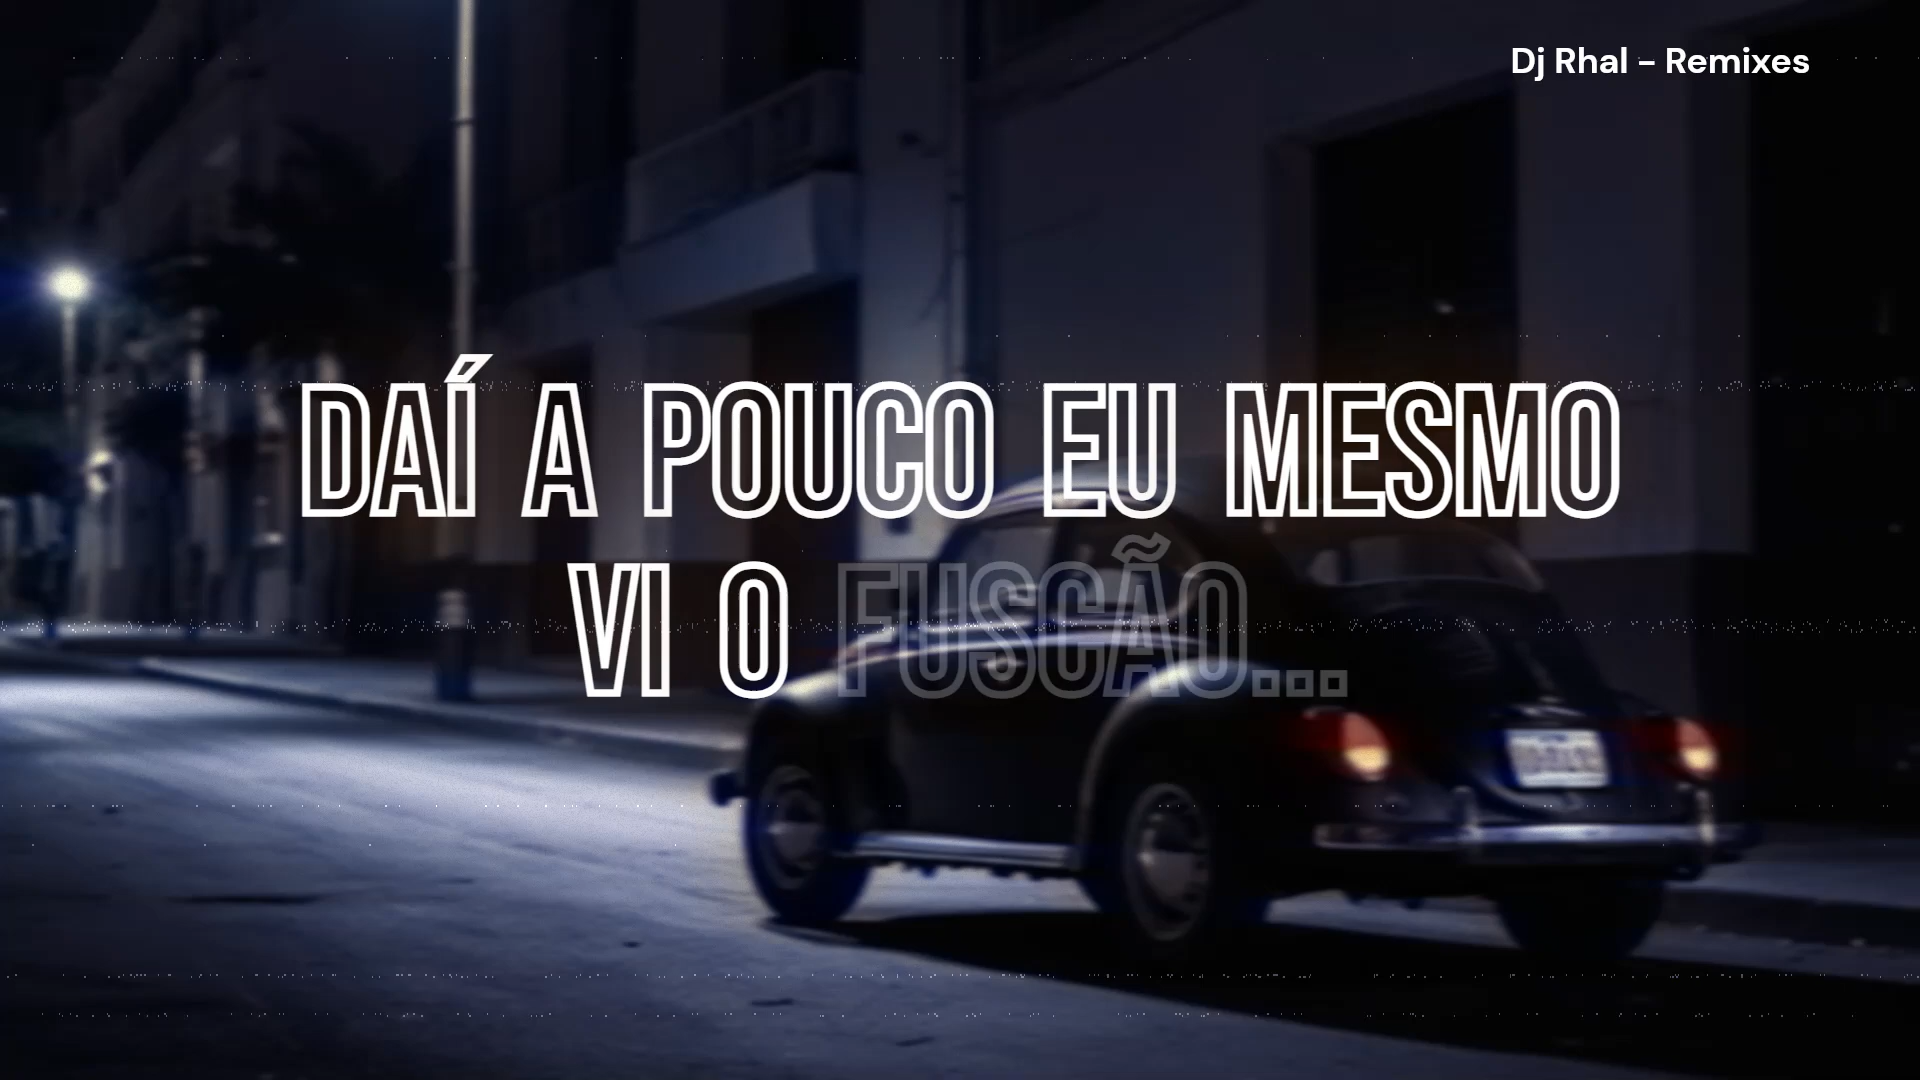 Dj Rhal - Remixes
DAÍ A POUCO EU MESMO
VI O FUSCÃO...